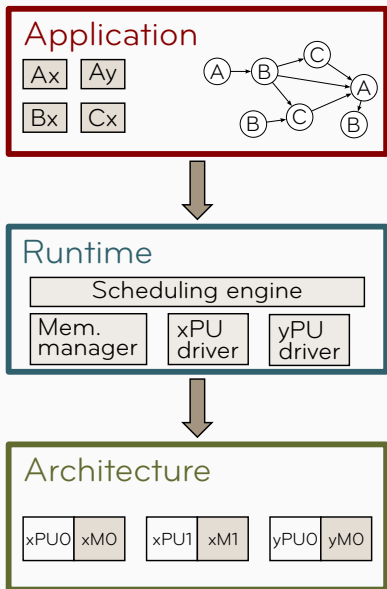 Application
Ax Ay
Bx Cx
A B C A B C B
Runtime
Scheduling engine
Mem. manager
xPU driver
yPU driver
Architecture
xPU0 xM0 xPU1 xM1 yPU0 yM0